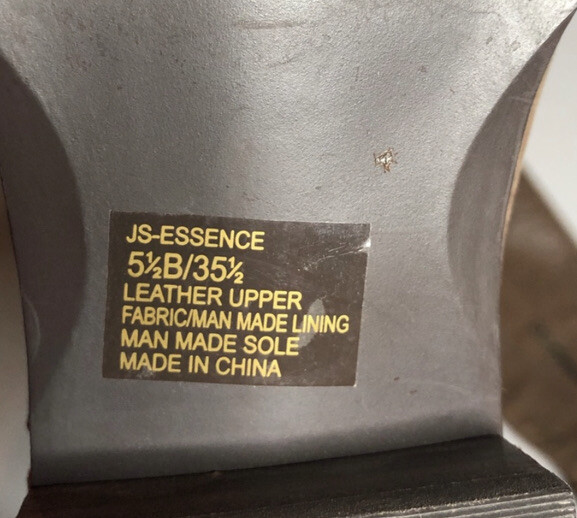 JS-ESSENCE
5½B/35½
LEATHER UPPER
FABRIC/MAN MADE LINING
MAN MADE SOLE
MADE IN CHINA